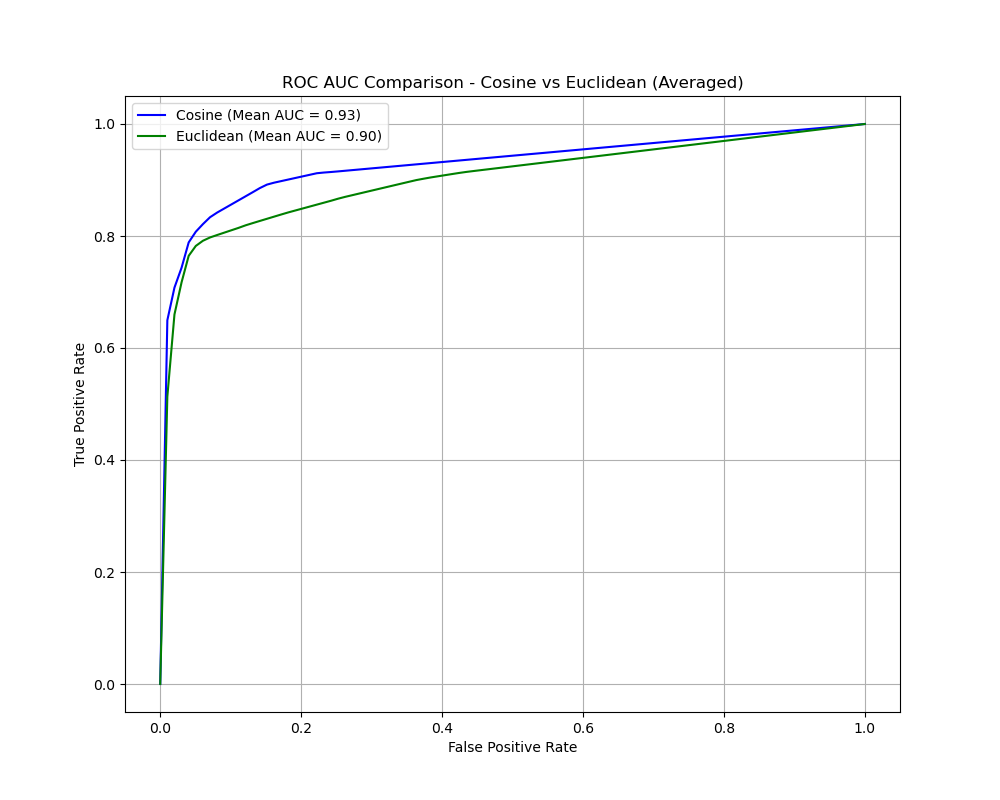 ROC AUC Comparison - Cosine vs Euclidean (Averaged)
Cosine (Mean AUC = 0.93)
Euclidean (Mean AUC = 0.90)
1.0
0.8
0.6
0.4
0.2
0.0
True Positive Rate
0.0 0.2 0.4 0.6 0.8 1.0
False Positive Rate